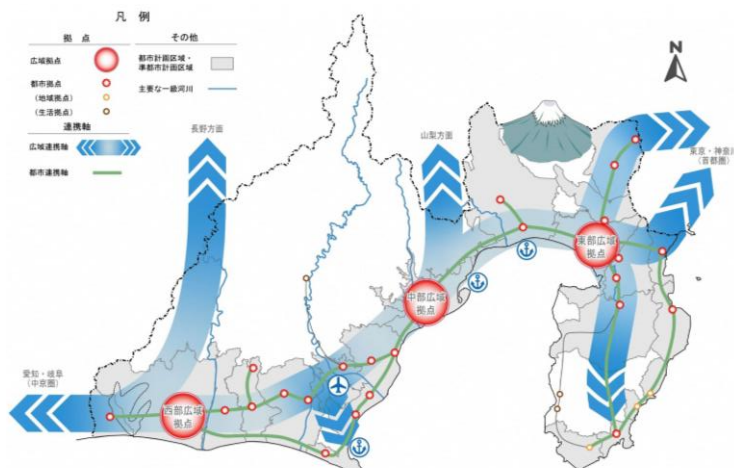 凡 例
拠 点
広域拠点
都市拠点
(地域拠点)
(生活拠点)
連携軸
広域連携軸
都市連携軸
その他
都市計画区域・
準都市計画区域
主要な一級河川
N
長野方面
山梨方面
東京・神奈川
(首都圏)
東部広域
拠点
中部広域
拠点
愛知・岐阜
(中京圏)
西部広域
拠点